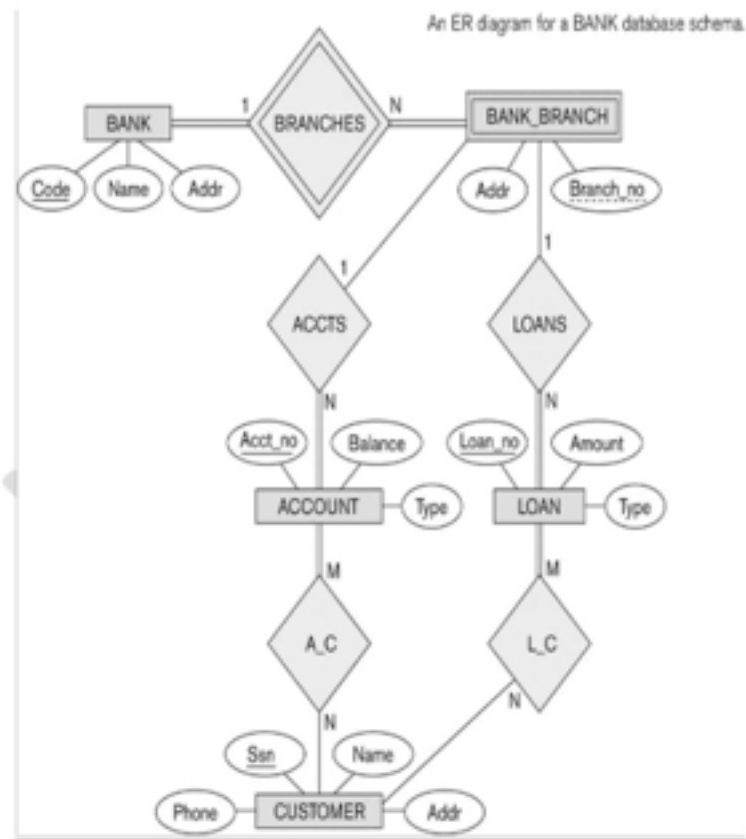 An ER diagram for a BANK database schema.
1
N
BANK
BRANCHES
BANK_BRANCH
Code
Name
Addr
Addr
Branch_no
1
1
ACCTS
LOANS
N
N
Acct_no
Balance
Loan_no
Amount
ACCOUNT
Type
LOAN
Type
M
M
A_C
L_C
N
N
Ssn
Name
Phone
CUSTOMER
Addr